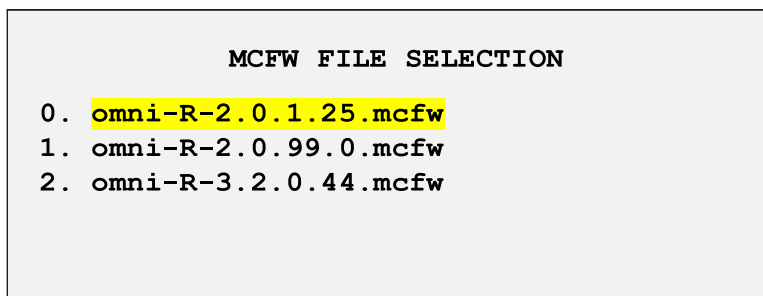 MCFW FILE SELECTION
0. omni-R-2.0.1.25.mcfw
1. omni-R-2.0.99.0.mcfw
2. omni-R-3.2.0.44.mcfw